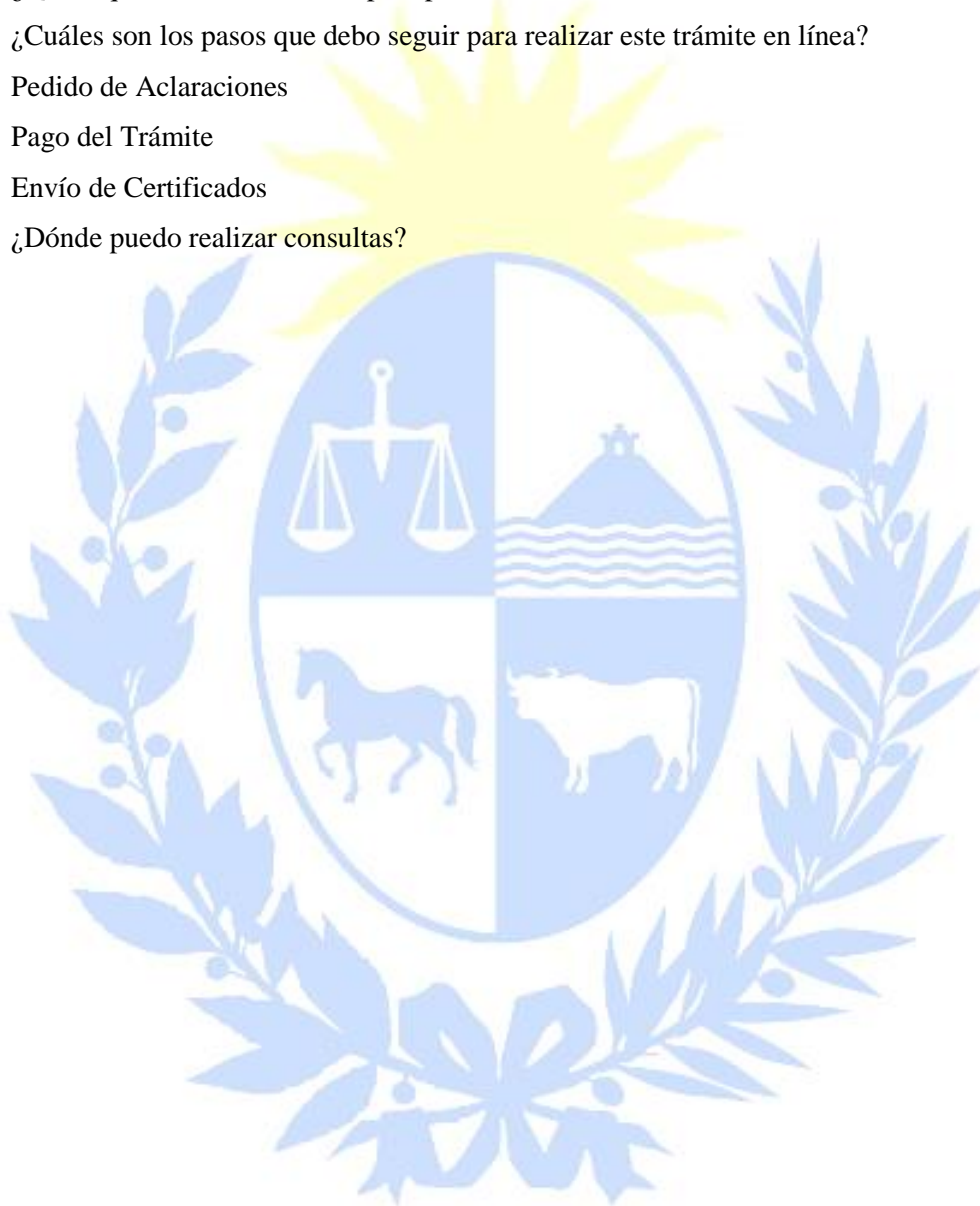 ¿Cuáles son los pasos que debo seguir para realizar este trámite en línea?
Pedido de Aclaraciones
Pago del Trámite
Envío de Certificados
¿Dónde puedo realizar consultas?